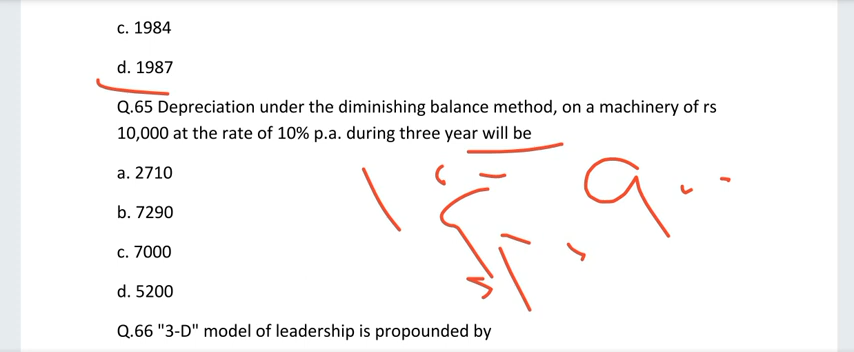 c. 1984
d. 1987
Q.65 Depreciation under the diminishing balance method, on a machinery of rs
10,000 at the rate of 10% p.a. during three year will be
a. 2710
b. 7290
c. 7000
d. 5200
Q.66 "3-D" model of leadership is propounded by